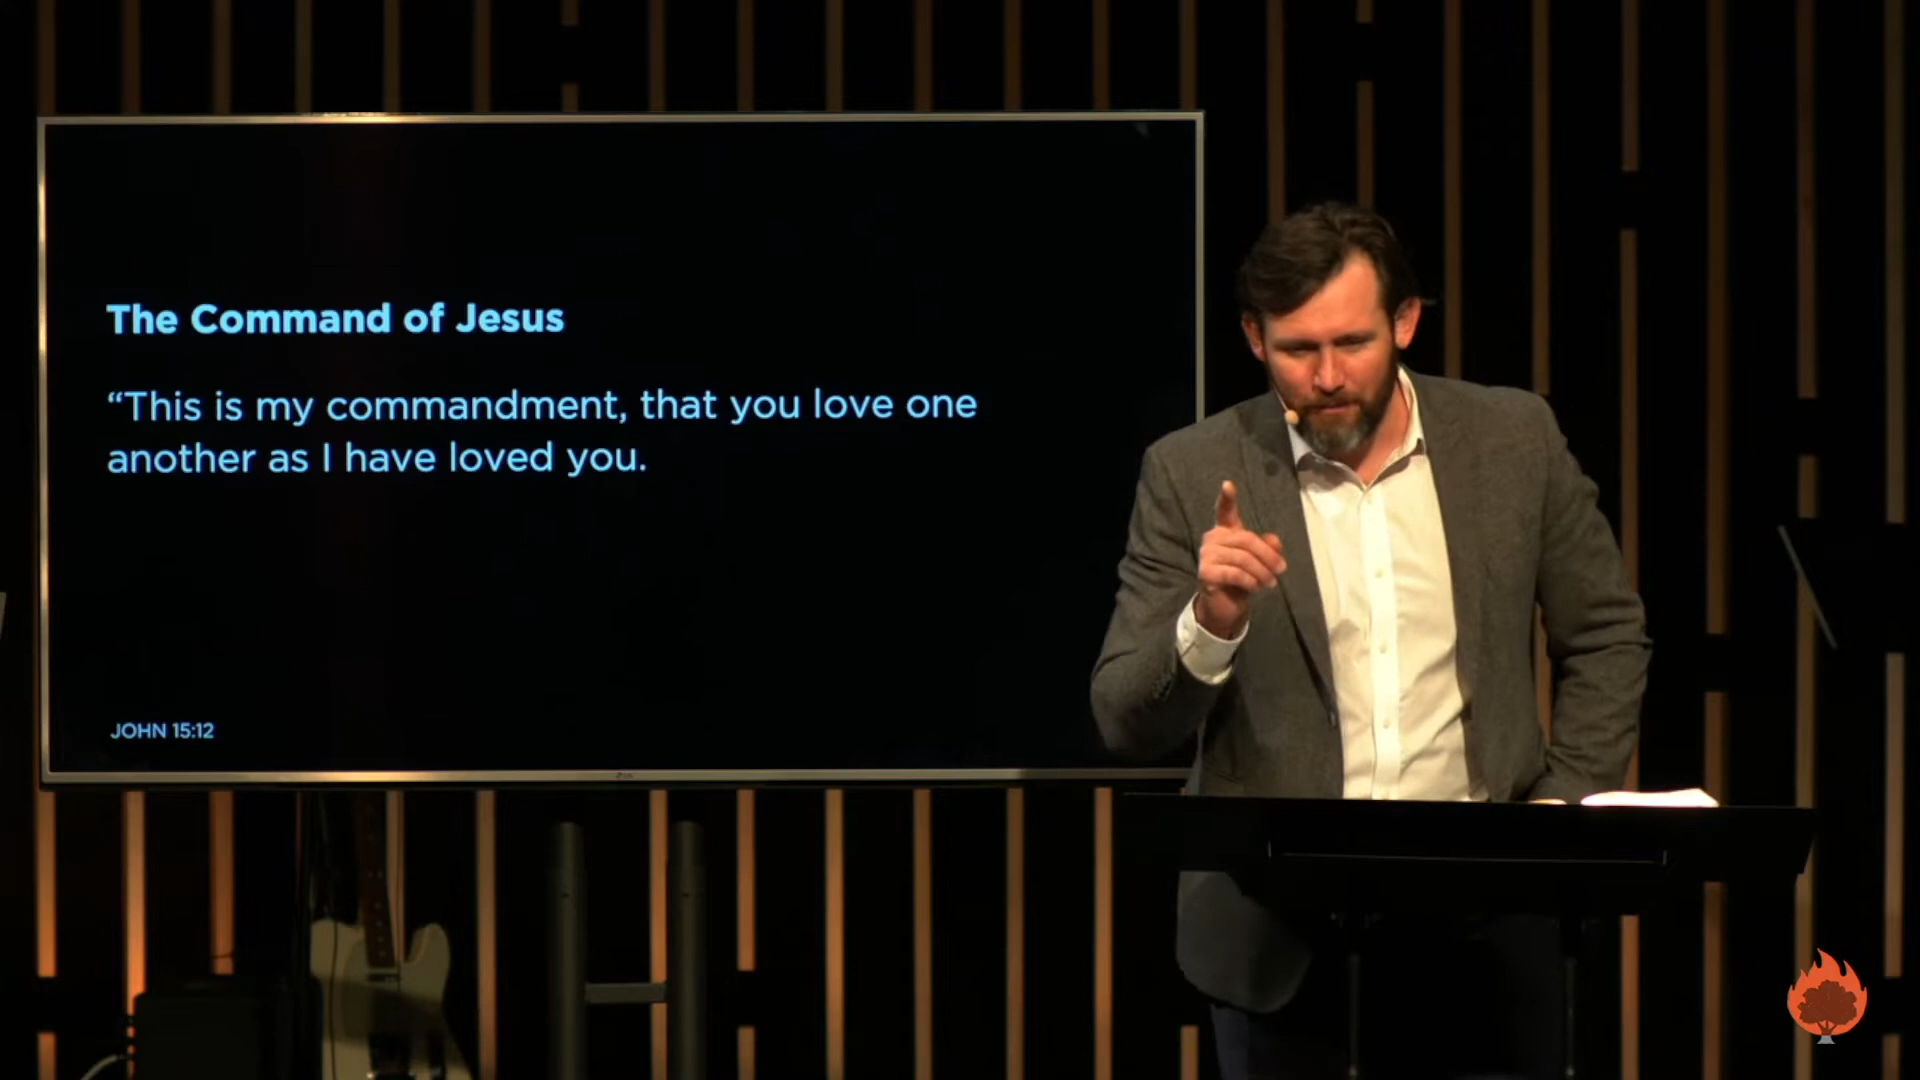 The Command of Jesus
“This is my commandment, that you love one
another as I have loved you.
JOHN 15:12